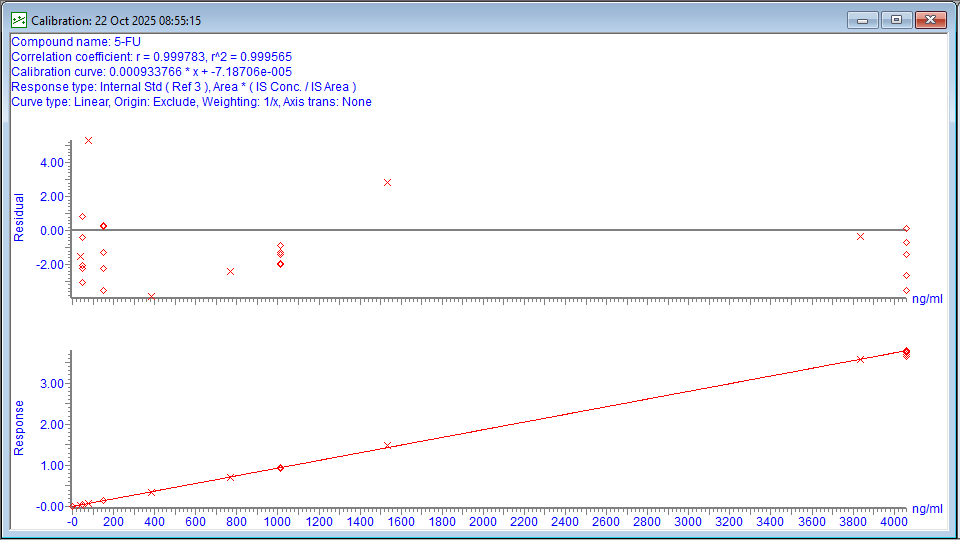 Calibration: 22 Oct 2025 08:55:15
Compound name: 5-FU
Correlation coefficient: r = 0.999783, r^2 = 0.999565
Calibration curve: 0.000933766 * x + -7.18706e-005
Response type: Internal Std ( Ref 3 ), Area * ( IS Conc. / IS Area )
Curve type: Linear, Origin: Exclude, Weighting: 1/x, Axis trans: None
Residual
4.00
2.00
0.00
-2.00
ng/ml
Response
3.00
2.00
1.00
-0.00
ng/ml
-0 200 400 600 800 1000 1200 1400 1600 1800 2000 2200 2400 2600 2800 3000 3200 3400 3600 3800 4000